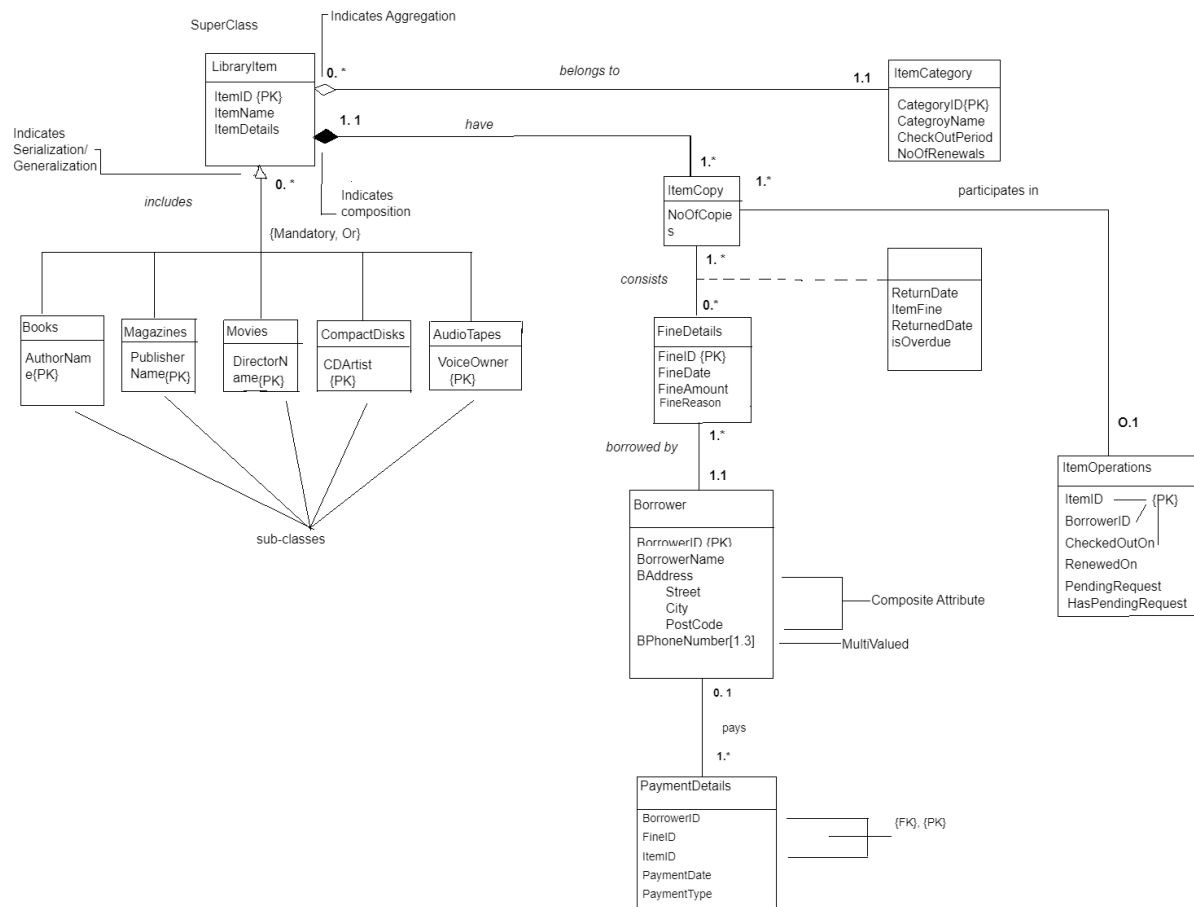 SuperClass
Indicates Aggregation
LibraryItem
ItemID {PK}
ItemName
ItemDetails
0. *
belongs to
1.1
ItemCategory
CategoryID{PK}
CategroyName
CheckOutPeriod
NoOfRenewals
1. 1
have
1.*
Indicates
Serialization/
Generalization
0. *
includes
Indicates
composition
{Mandatory, Or}
ItemCopy
NoOfCopie
s
1.*
participates in
1. *
consists
0.*
ReturnDate
ItemFine
ReturnedDate
isOverdue
Books
AuthorNam
e{PK}
Magazines
Publisher
Name{PK}
Movies
DirectorN
ame{PK}
CompactDisks
CDArtist
{PK}
AudioTapes
VoiceOwner
{PK}
sub-classes
FineDetails
FineID {PK}
FineDate
FineAmount
FineReason
1.*
borrowed by
1.1
O.1
ItemOperations
ItemID
{PK}
BorrowerID
CheckedOutOn
RenewedOn
PendingRequest
HasPendingRequest
Borrower
BorrowerID {PK}
BorrowerName
BAddress
Street
City
PostCode
BPhoneNumber[1.3]
Composite Attribute
MultiValued
0. 1
pays
1.*
PaymentDetails
BorrowerID
FineID
ItemID
PaymentDate
PaymentType
{FK}, {PK}